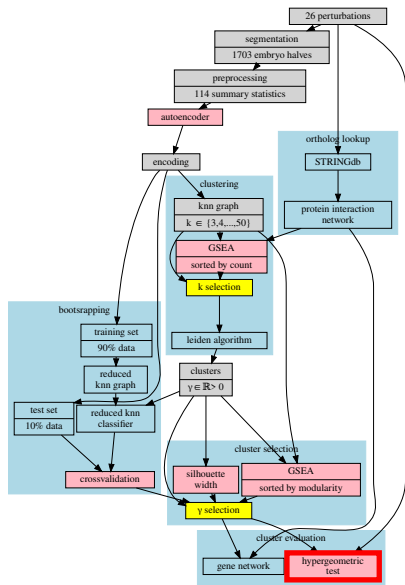 26 perturbations
segmentation
1703 embryo halves
preprocessing
114 summary statistics
autoencoder
ortholog lookup
encoding
STRINGdb
clustering
knn graph
k ∈ {3,4,...,50}
protein interaction
network
GSEA
sorted by count
k selection
bootsrapping
training set
90% data
leiden algorithm
reduced
knn graph
clusters
γ∈ℝ> 0
test set
10% data
reduced knn
classifier
cluster selection
crossvalidation
silhouette
width
GSEA
sorted by modularity
γ selection
cluster evaluation
gene network
hypergeometric
test